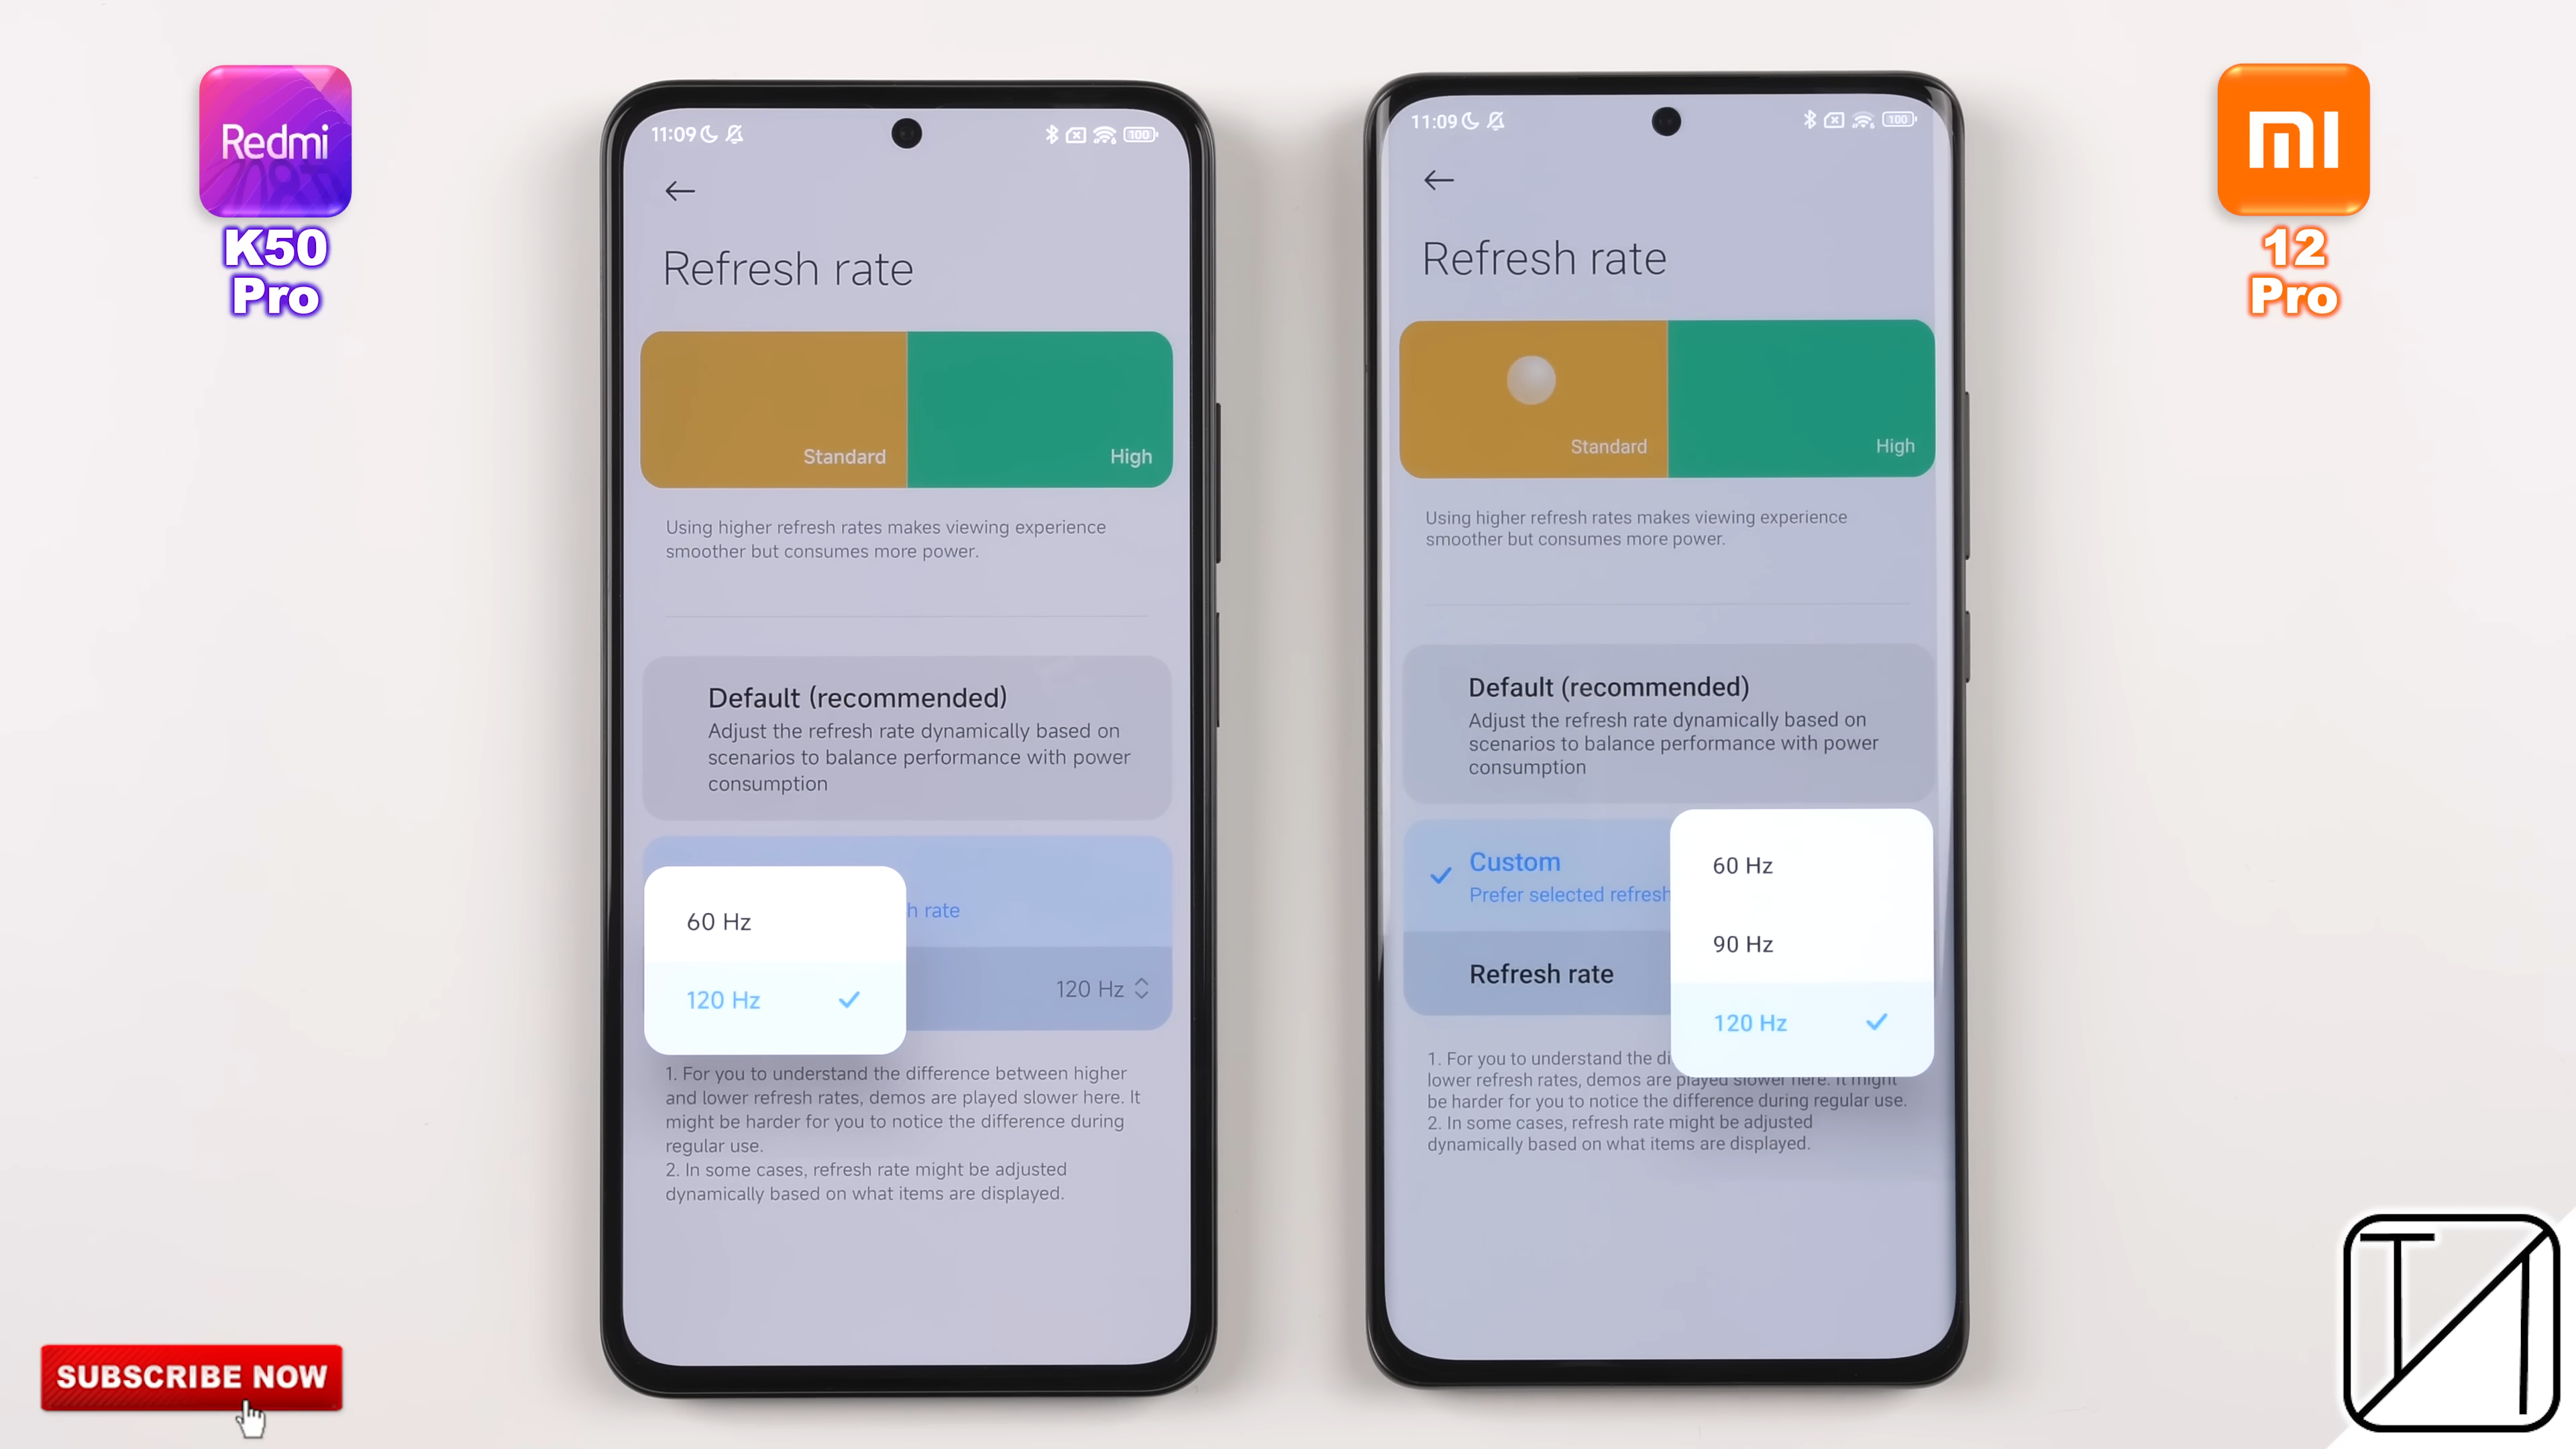 Redmi
K50
Pro
11:09
100
Refresh rate
Standard
High
Using higher refresh rates makes viewing experience
smoother but consumes more power.
Default (recommended)
Adjust the refresh rate dynamically based on
scenarios to balance performance with power
consumption
h rate
60 Hz
120 Hz
120 Hz
1. For you to understand the difference between higher
and lower refresh rates, demos are played slower here. It
might be harder for you to notice the difference during
regular use.
2. In some cases, refresh rate might be adjusted
dynamically based on what items are displayed.
11:09
100
Refresh rate
Standard
High
Using higher refresh rates makes viewing experience
smoother but consumes more power.
Default (recommended)
Adjust the refresh rate dynamically based on
scenarios to balance performance with power
consumption
Custom
Prefer selected refresh
Refresh rate
60 Hz
90 Hz
120 Hz
1. For you to understand the di
lower refresh rates, demos are played slower here. It might
be harder for you to notice the difference during regular use.
2. In some cases, refresh rate might be adjusted
dynamically based on what items are displayed.
MI
12
Pro
SUBSCRIBE NOW